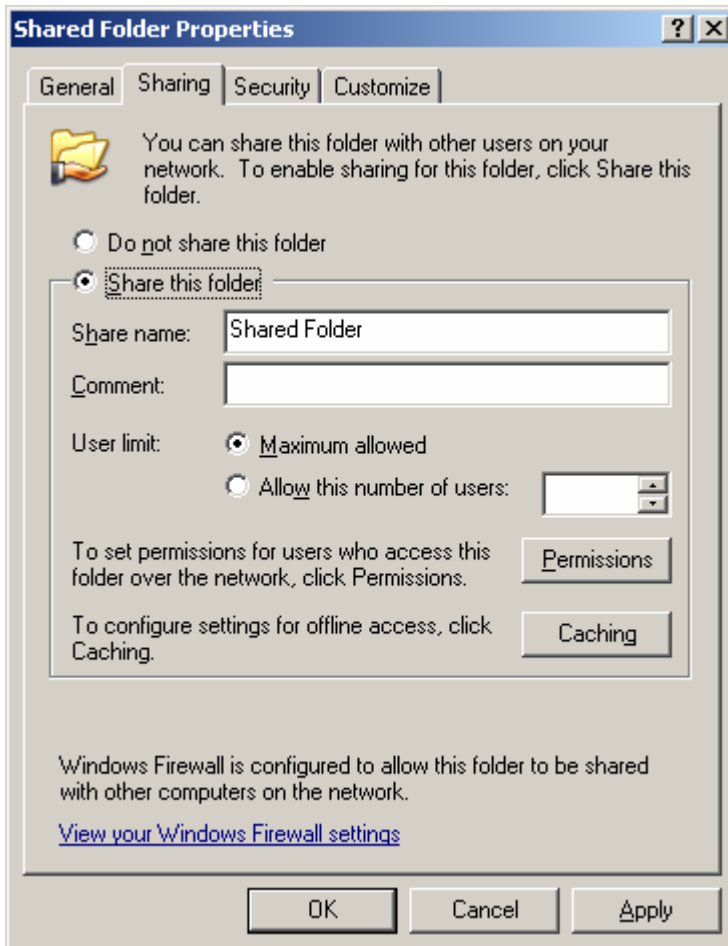 Shared Folder Properties
General Sharing Security Customize
You can share this folder with other users on your
network. To enable sharing for this folder, click Share this
folder.
Do not share this folder
Share this folder
Share name: Shared Folder
Comment:
User limit: Maximum allowed
Allow this number of users:
To set permissions for users who access this
folder over the network, click Permissions.
Permissions
To configure settings for offline access, click
Caching.
Caching
Windows Firewall is configured to allow this folder to be shared
with other computers on the network.
View your Windows Firewall settings
OK Cancel Apply